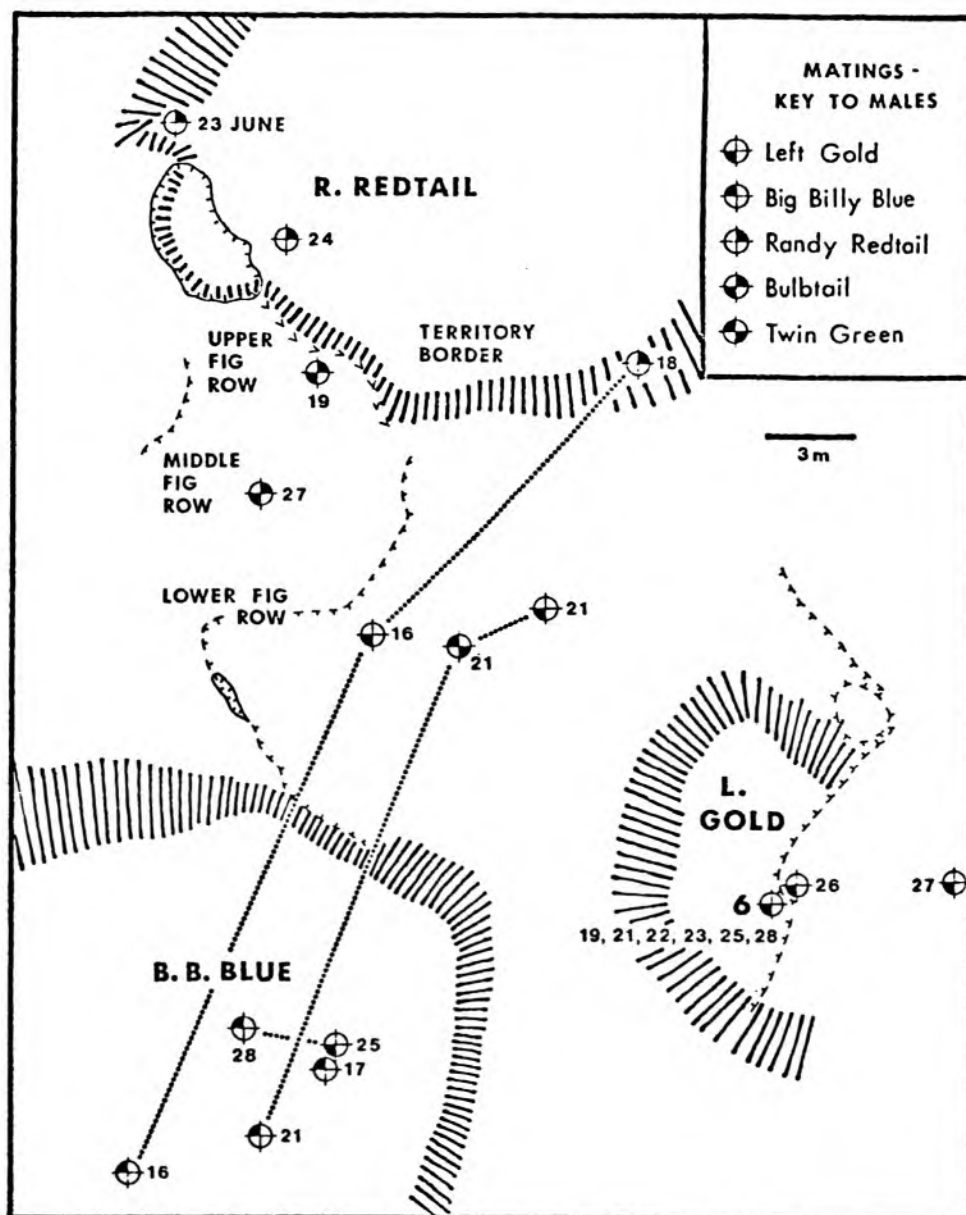 MATINGS -
KEY TO MALES
Left Gold
Big Billy Blue
Randy Redtail
Bulbtail
Twin Green
23 JUNE
R. REDTAIL
24
UPPER
FIG
ROW
TERRITORY
BORDER
18
19
3m
MIDDLE
FIG
ROW
27
LOWER FIG
ROW
16
21
21
L.
GOLD
26
27
6
19, 21, 22, 23, 25, 28
B. B. BLUE
28
25
17
21
16